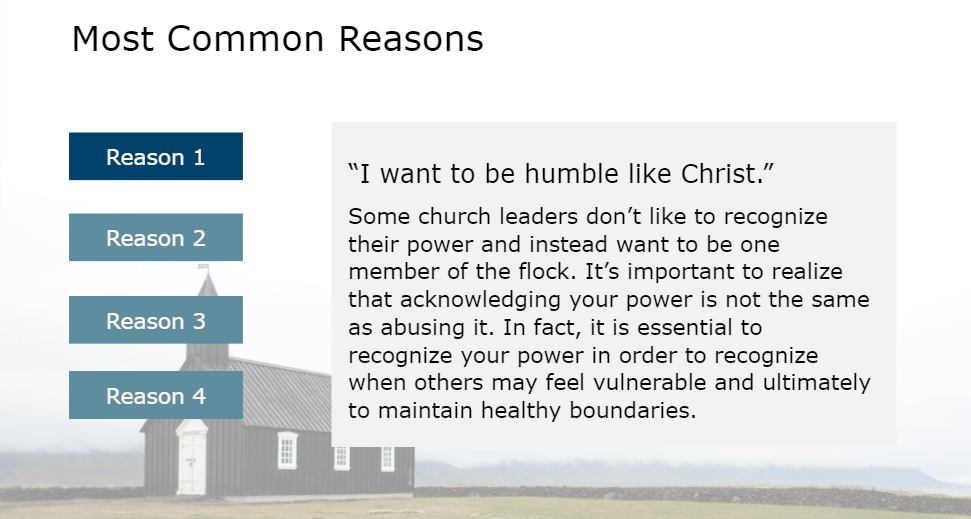 Most Common Reasons
Reason 1
Reason 2
Reason 3
Reason 4
“I want to be humble like Christ.”
Some church leaders don’t like to recognize
their power and instead want to be one
member of the flock. It’s important to realize
that acknowledging your power is not the same
as abusing it. In fact, it is essential to
recognize your power in order to recognize
when others may feel vulnerable and ultimately
to maintain healthy boundaries.